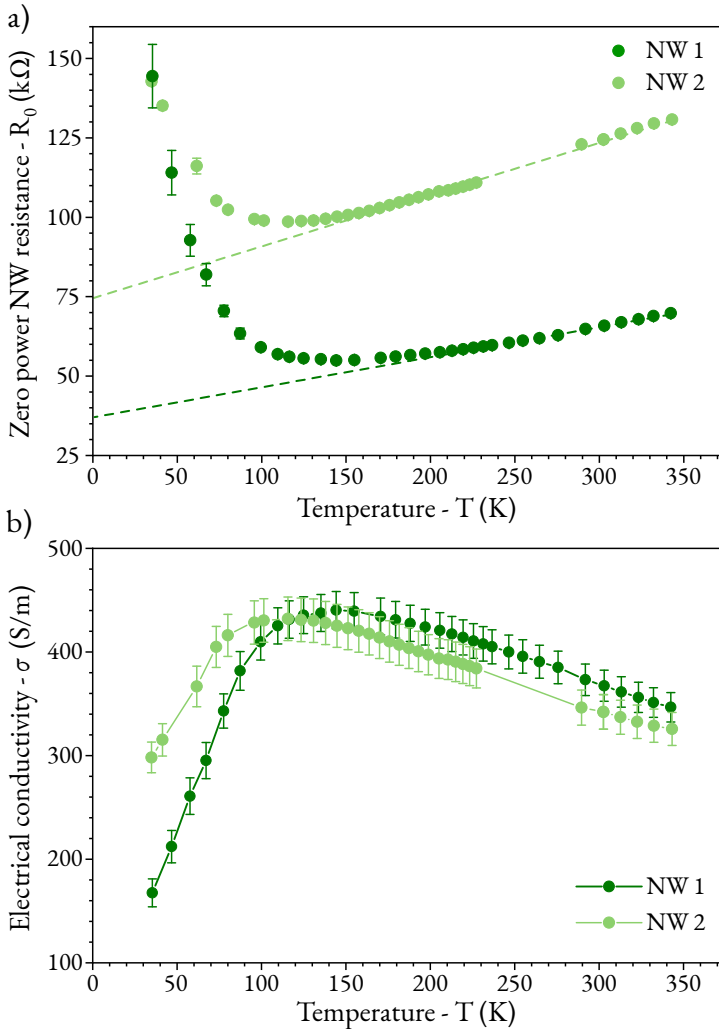 a)
Zero power NW resistance - R₀ (kΩ)
150
125
100
75
50
25
NW 1
NW 2
0 50 100 150 200 250 300 350
Temperature - T (K)
b)
Electrical conductivity - σ (S/m)
500
400
300
200
100
NW 1
NW 2
0 50 100 150 200 250 300 350
Temperature - T (K)